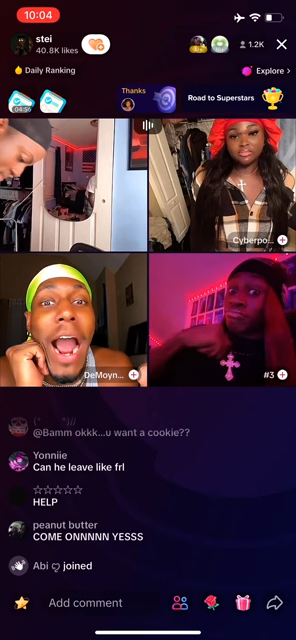 10:04
stei
40.8K likes
1.2K
Daily Ranking
Explore >
04:56
Thanks
Road to Superstars
Cyberpo...
DeMoyn...
#3
@Bamm okkk...u want a cookie??
Yonniie
Can he leave like frl
☆☆☆☆☆
HELP
peanut butter
COME ONNNNN YESSS
Abi ღ joined
Add comment